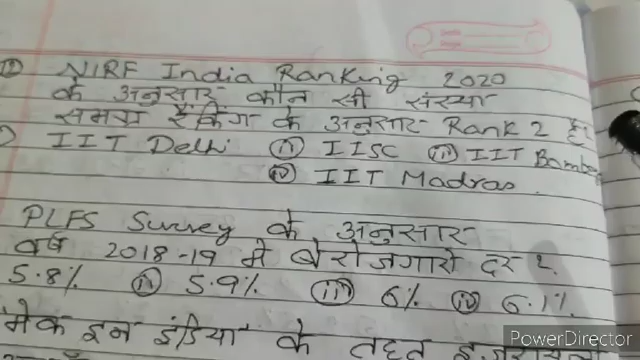 ⑫ NIRF India Ranking 2020
के अनुसार कौन सी संस्था
समग्र रैंकिंग के अनुसार Rank 2 है
IIT Delhi (ii) IISC (iii) IIT Bambay
(iv) IIT Madras.
PLFS Survey के अनुसार
वर्ष 2018-19 मे बेरोजगारी दर ?
5.8% (ii) 5.9% (iii) 6% (iv) 6.1%.
मेक इन इंडिया के तहत
PowerDirector